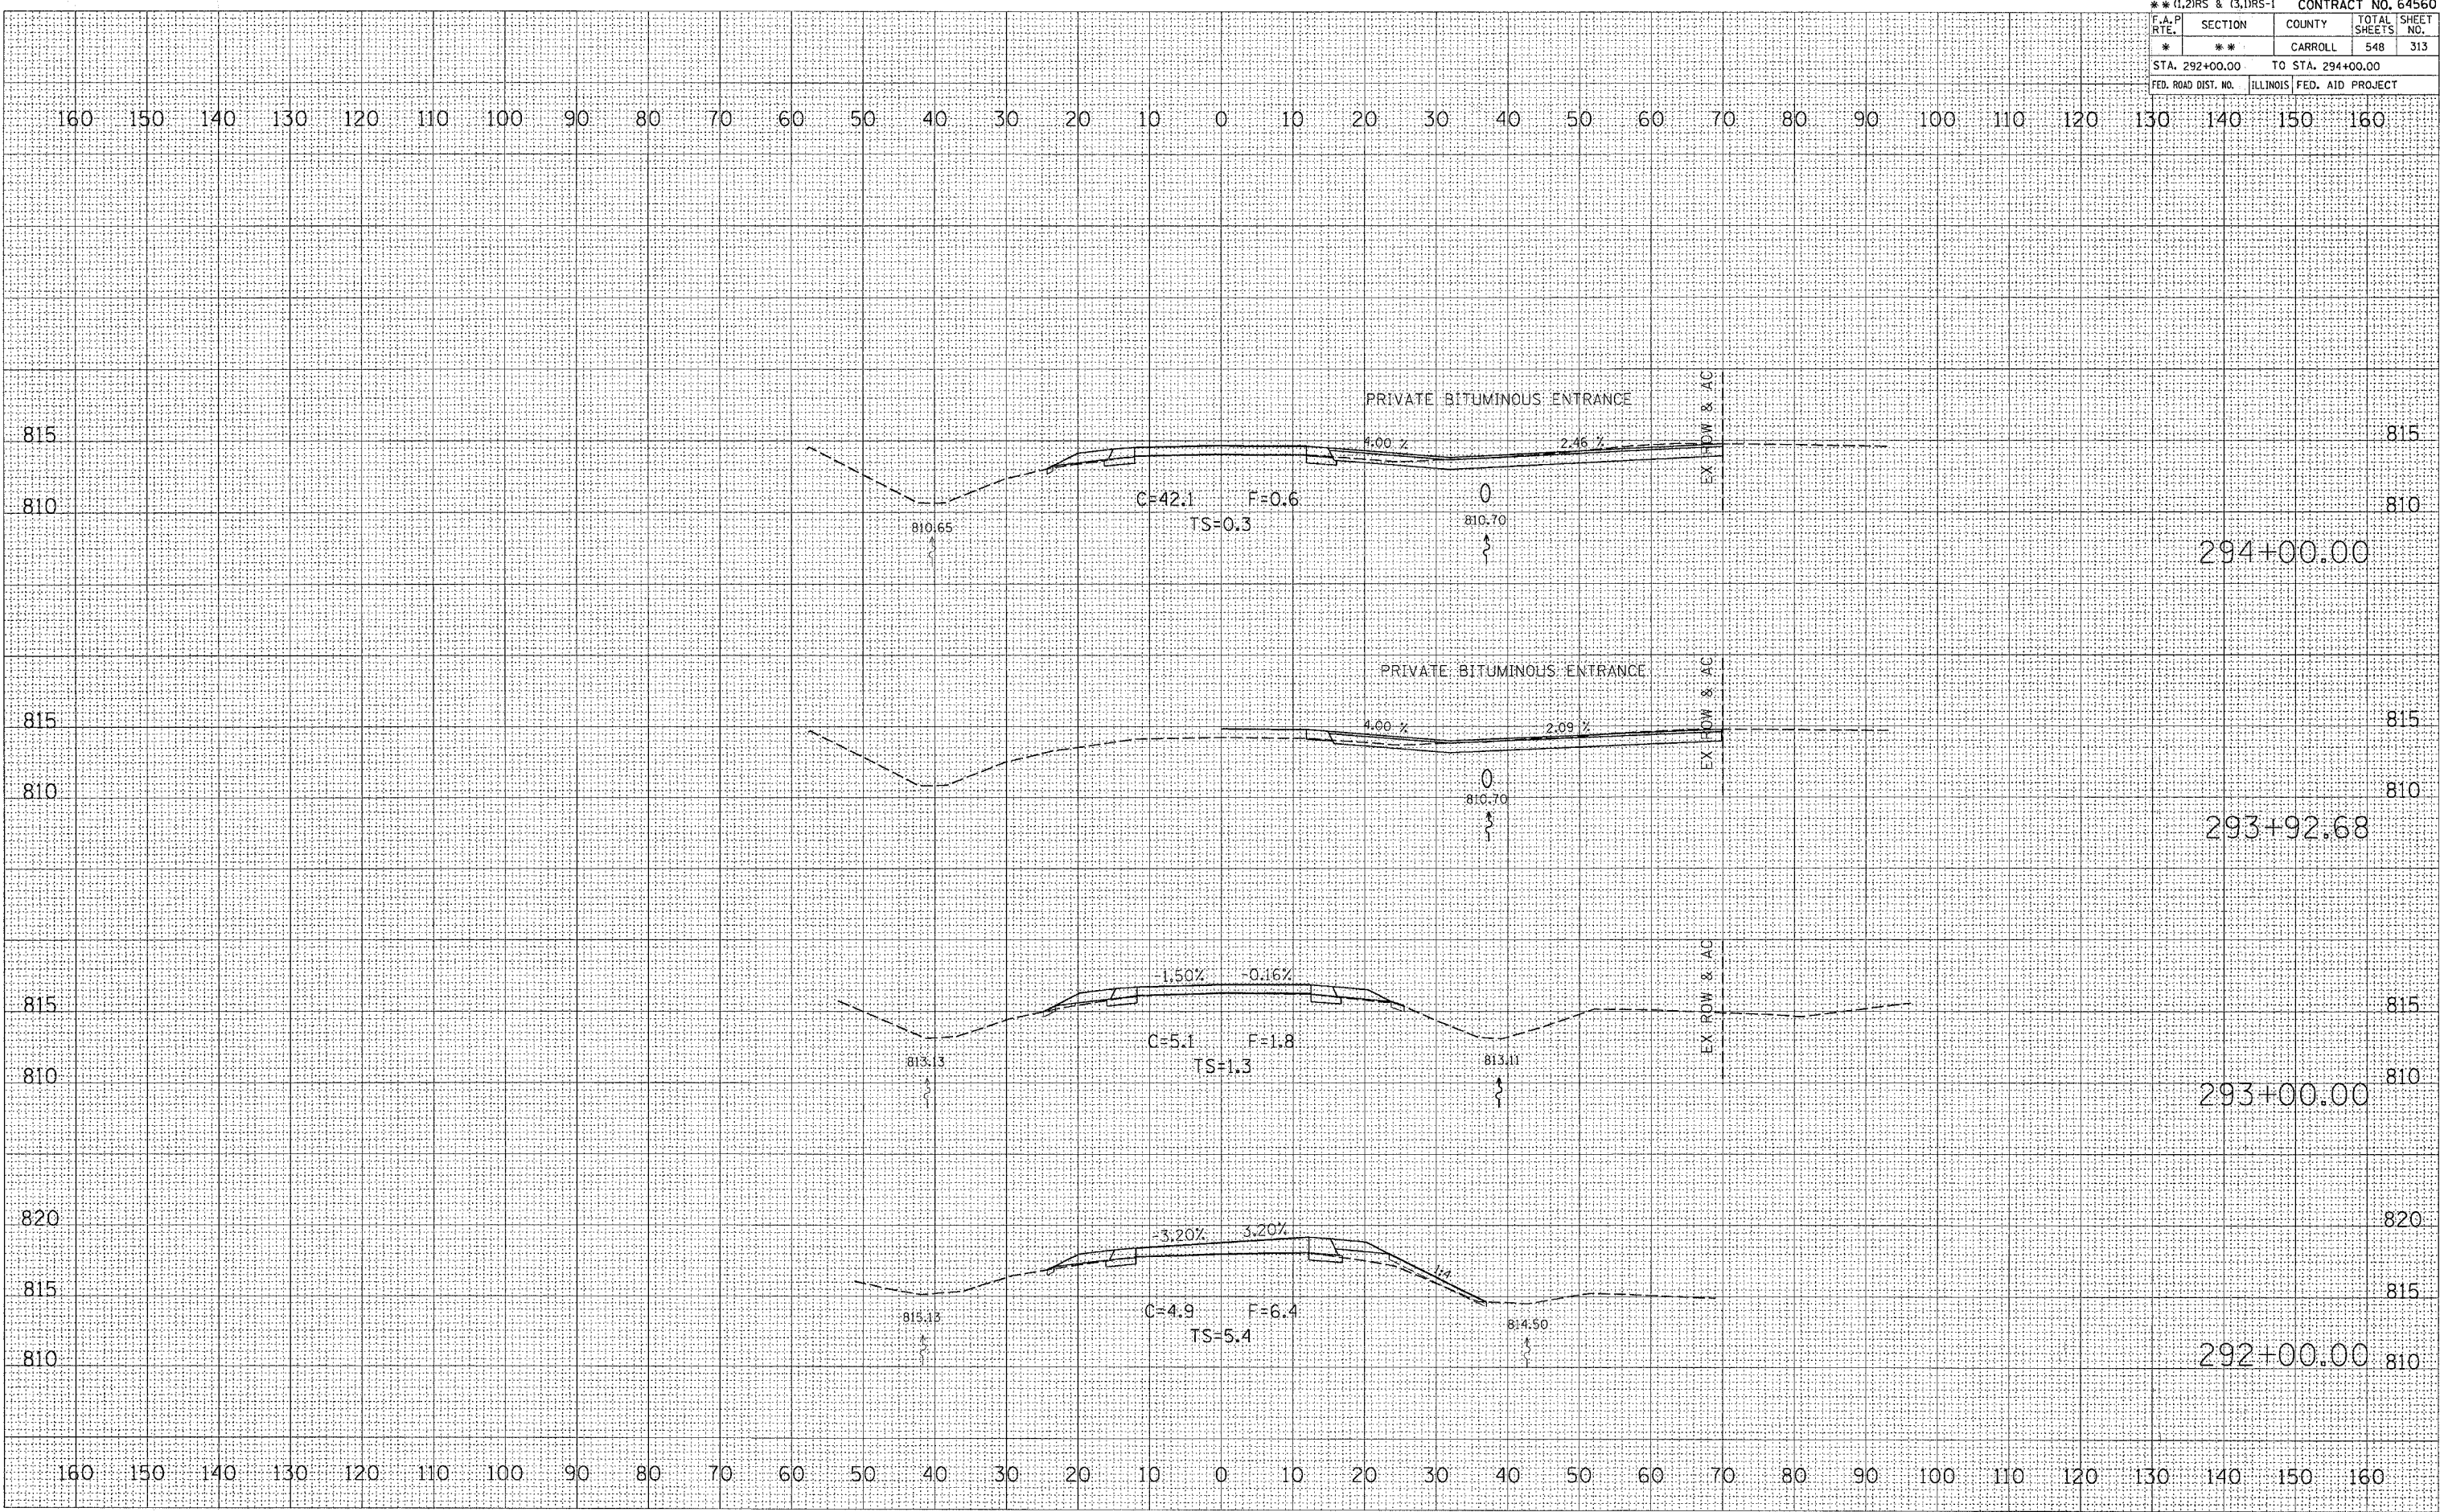 ** (1,2)RS & (3,1)RS-1 CONTRACT NO. 64560
F.A.P RTE. SECTION COUNTY TOTAL SHEETS SHEET NO.
* ** CARROLL 548 313
STA. 292+00.00 TO STA. 294+00.00
FED. ROAD DIST. NO. ILLINOIS FED. AID PROJECT
160 150 140 130 120 110 100 90 80 70 60 50 40 30 20 10 0 10 20 30 40 50 60 70 80 90 100 110 120 130 140 150 160
PRIVATE BITUMINOUS ENTRANCE
EX ROW & AC
815 4.00 % 2.46 % 815
810 C=42.1 F=0.6 810
TS=0.3
810.65 810.70
294+00.00
PRIVATE BITUMINOUS ENTRANCE
EX ROW & AC
815 4.00 % 2.09 % 815
810 810.70 810
293+92.68
EX ROW & AC
-1.50% -0.16%
815 815
C=5.1 F=1.8
TS=1.3
813.13 813.11
810 810
293+00.00
820 -3.20% 3.20% 820
1:4
815 815
C=4.9 F=6.4
815.13 814.50
TS=5.4
810 292+00.00 810
160 150 140 130 120 110 100 90 80 70 60 50 40 30 20 10 0 10 20 30 40 50 60 70 80 90 100 110 120 130 140 150 160